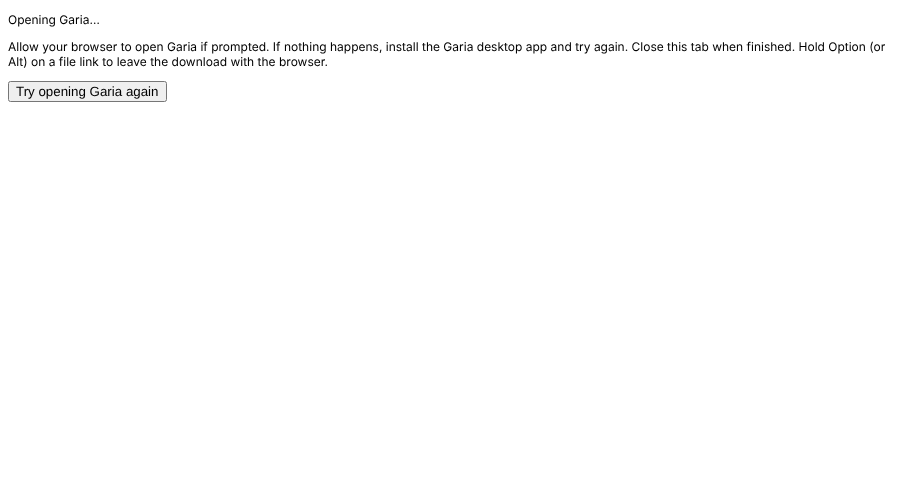 Opening Garia...
Allow your browser to open Garia if prompted. If nothing happens, install the Garia desktop app and try again. Close this tab when finished. Hold Option (or
Alt) on a file link to leave the download with the browser.
Try opening Garia again